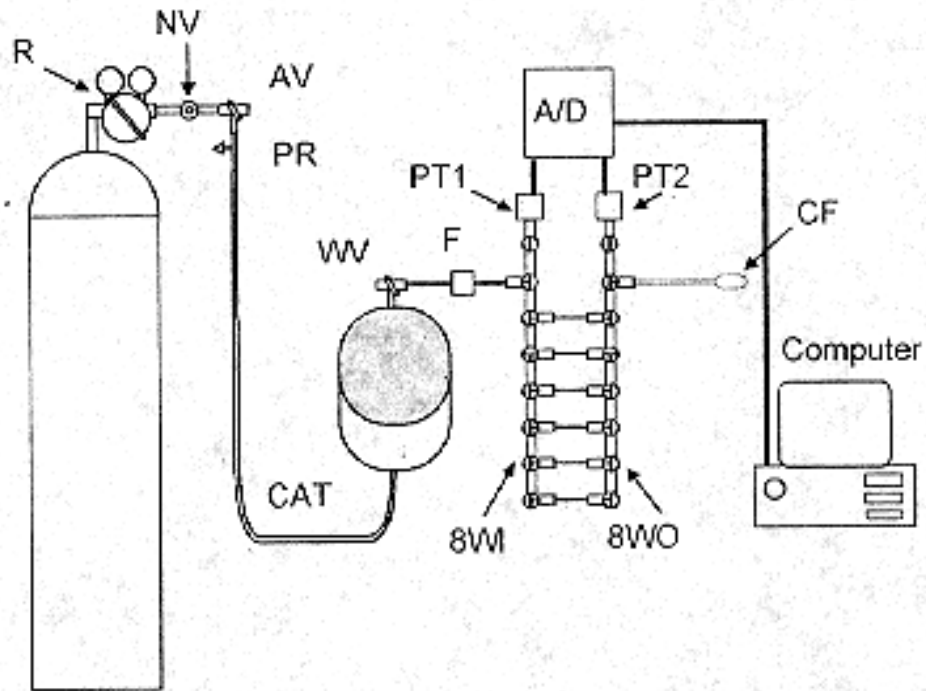 NV
R
AV
A/D
PR
PT1
PT2
CF
WV
F
Computer
CAT
8WI
8WO